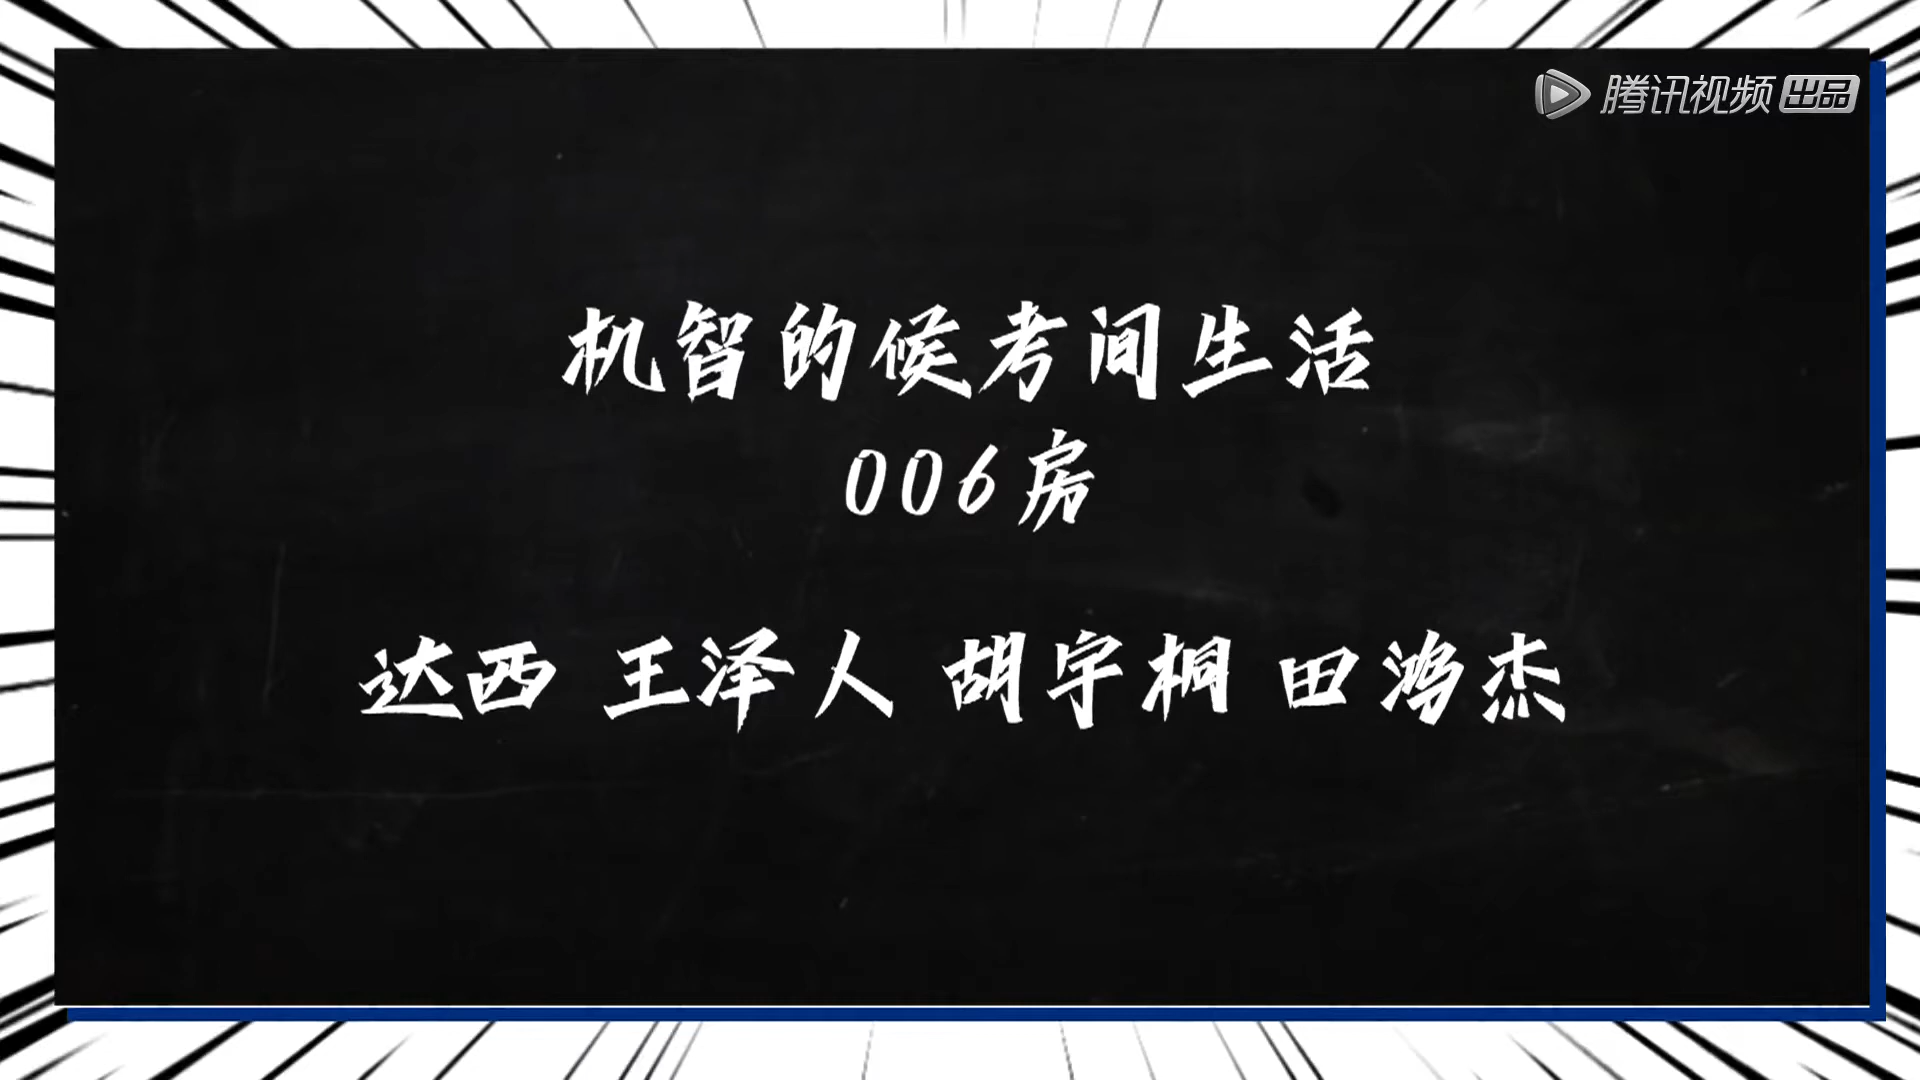 腾讯视频 出品
机智的候考间生活
006房
达西 王泽人 胡宇桐 田鸿杰